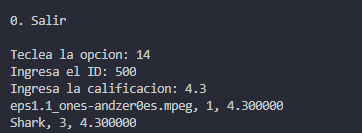 0. Salir
Teclea la opcion: 14
Ingresa el ID: 500
Ingresa la calificacion: 4.3
eps1.1_ones-andzer0es.mpeg, 1, 4.300000
Shark, 3, 4.300000